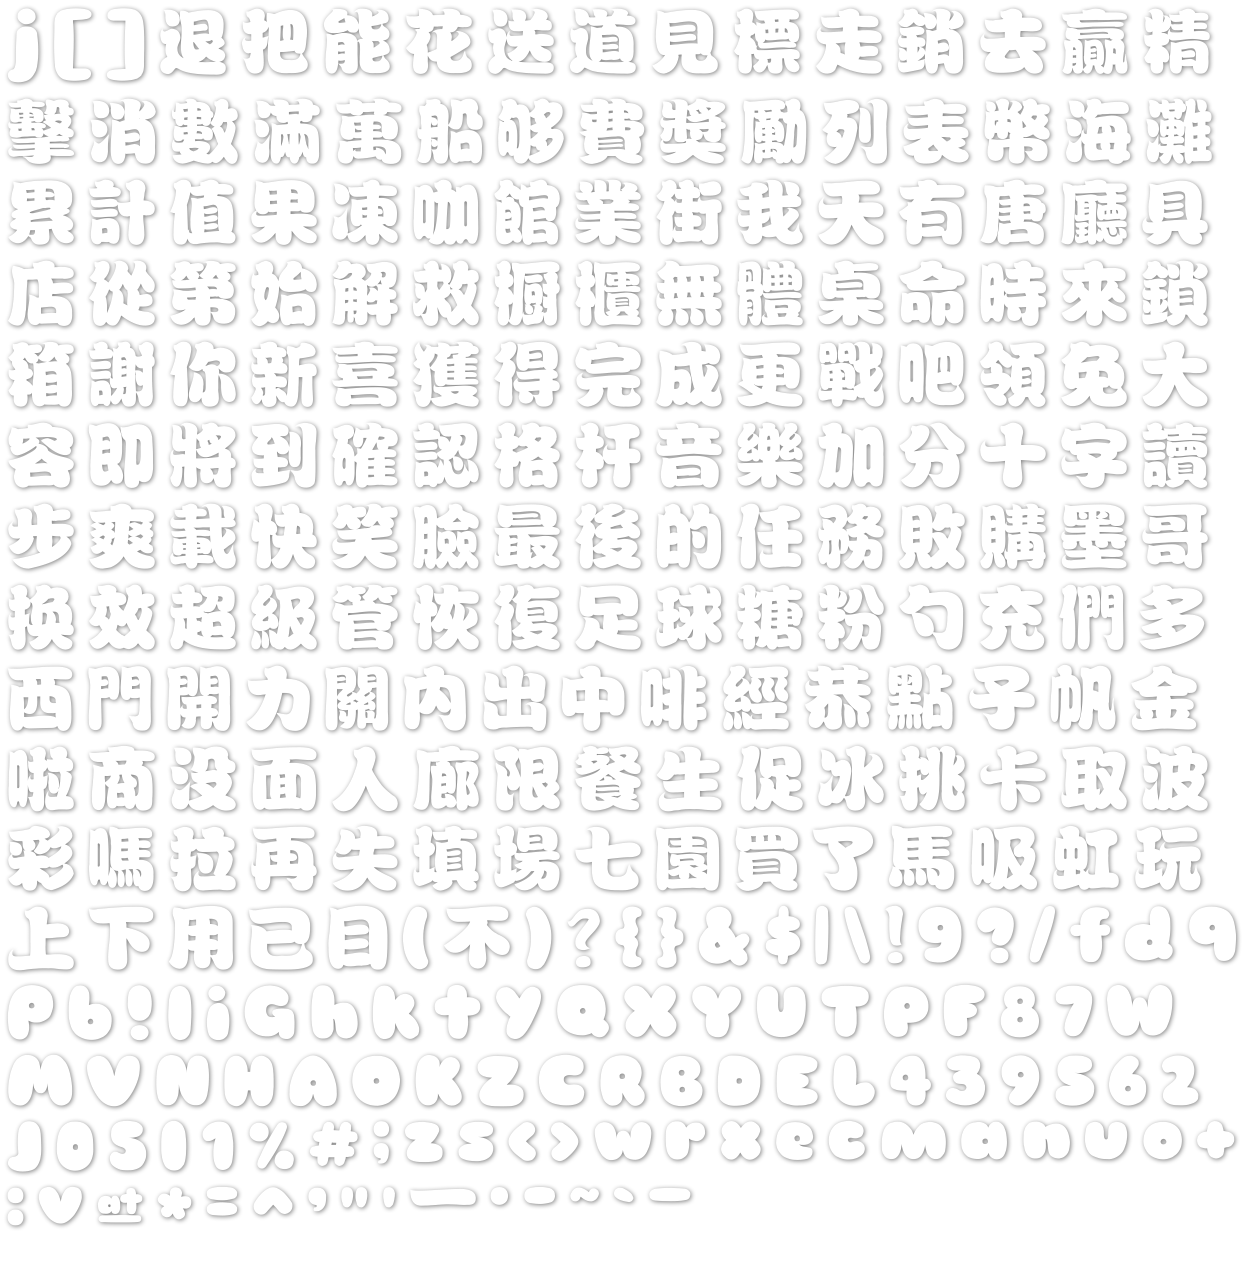 j[]退把能花送道見標走銷去贏精
擊消數滿萬船够費獎勵列表幣海灘
累計值果凍咖館業街我天有唐廳具
店從第始解救櫥櫃無體桌命時來鎖
箱謝你新喜獲得完成更戰吧領免大
容即將到確認格杆音樂加分十字讀
步爽載快笑臉最後的任務敗購墨哥
换效超級管恢復足球糖粉勺充們多
西門開力關內出中啡經恭點子帆金
啦商没面人廊限餐生促冰挑卡取波
彩嗎拉再失填場七園買了馬吸虹玩
上下用已目(不)?{}&$|\!9?/fdq
Pb!liGhktyQXYUTPF87W
MVNHAOKZCRBDEL439562
J0SI1%#;zs<>wrxecmanuo+
:v@*=^,"'—·-~`–